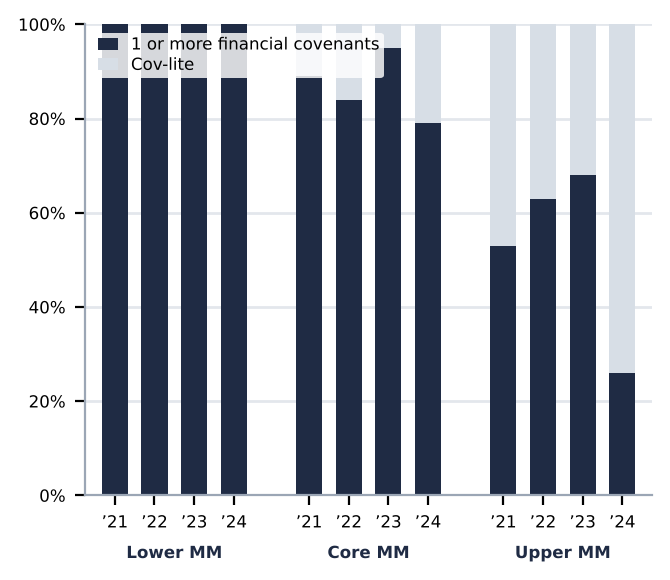 100%
1 or more financial covenants
Cov-lite
80%
60%
40%
20%
0%
’21 ’22 ’23 ’24 ’21 ’22 ’23 ’24 ’21 ’22 ’23 ’24
Lower MM Core MM Upper MM